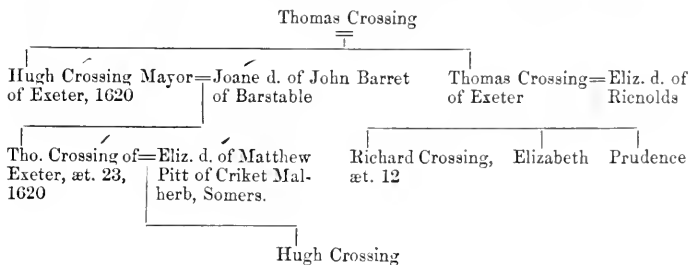 Thomas Crossing
=
Hugh Crossing Mayor=Joane d. of John Barret
of Exeter, 1620
of Barstable
Thomas Crossing=Eliz. d. of
of Exeter
Rienolds
Tho. Crossing of=Eliz. d. of Matthew
Exeter, æt. 23,
Pitt of Criket Mal-
1620
herb, Somers.
Richard Crossing,
æt. 12
Elizabeth
Prudence
Hugh Crossing